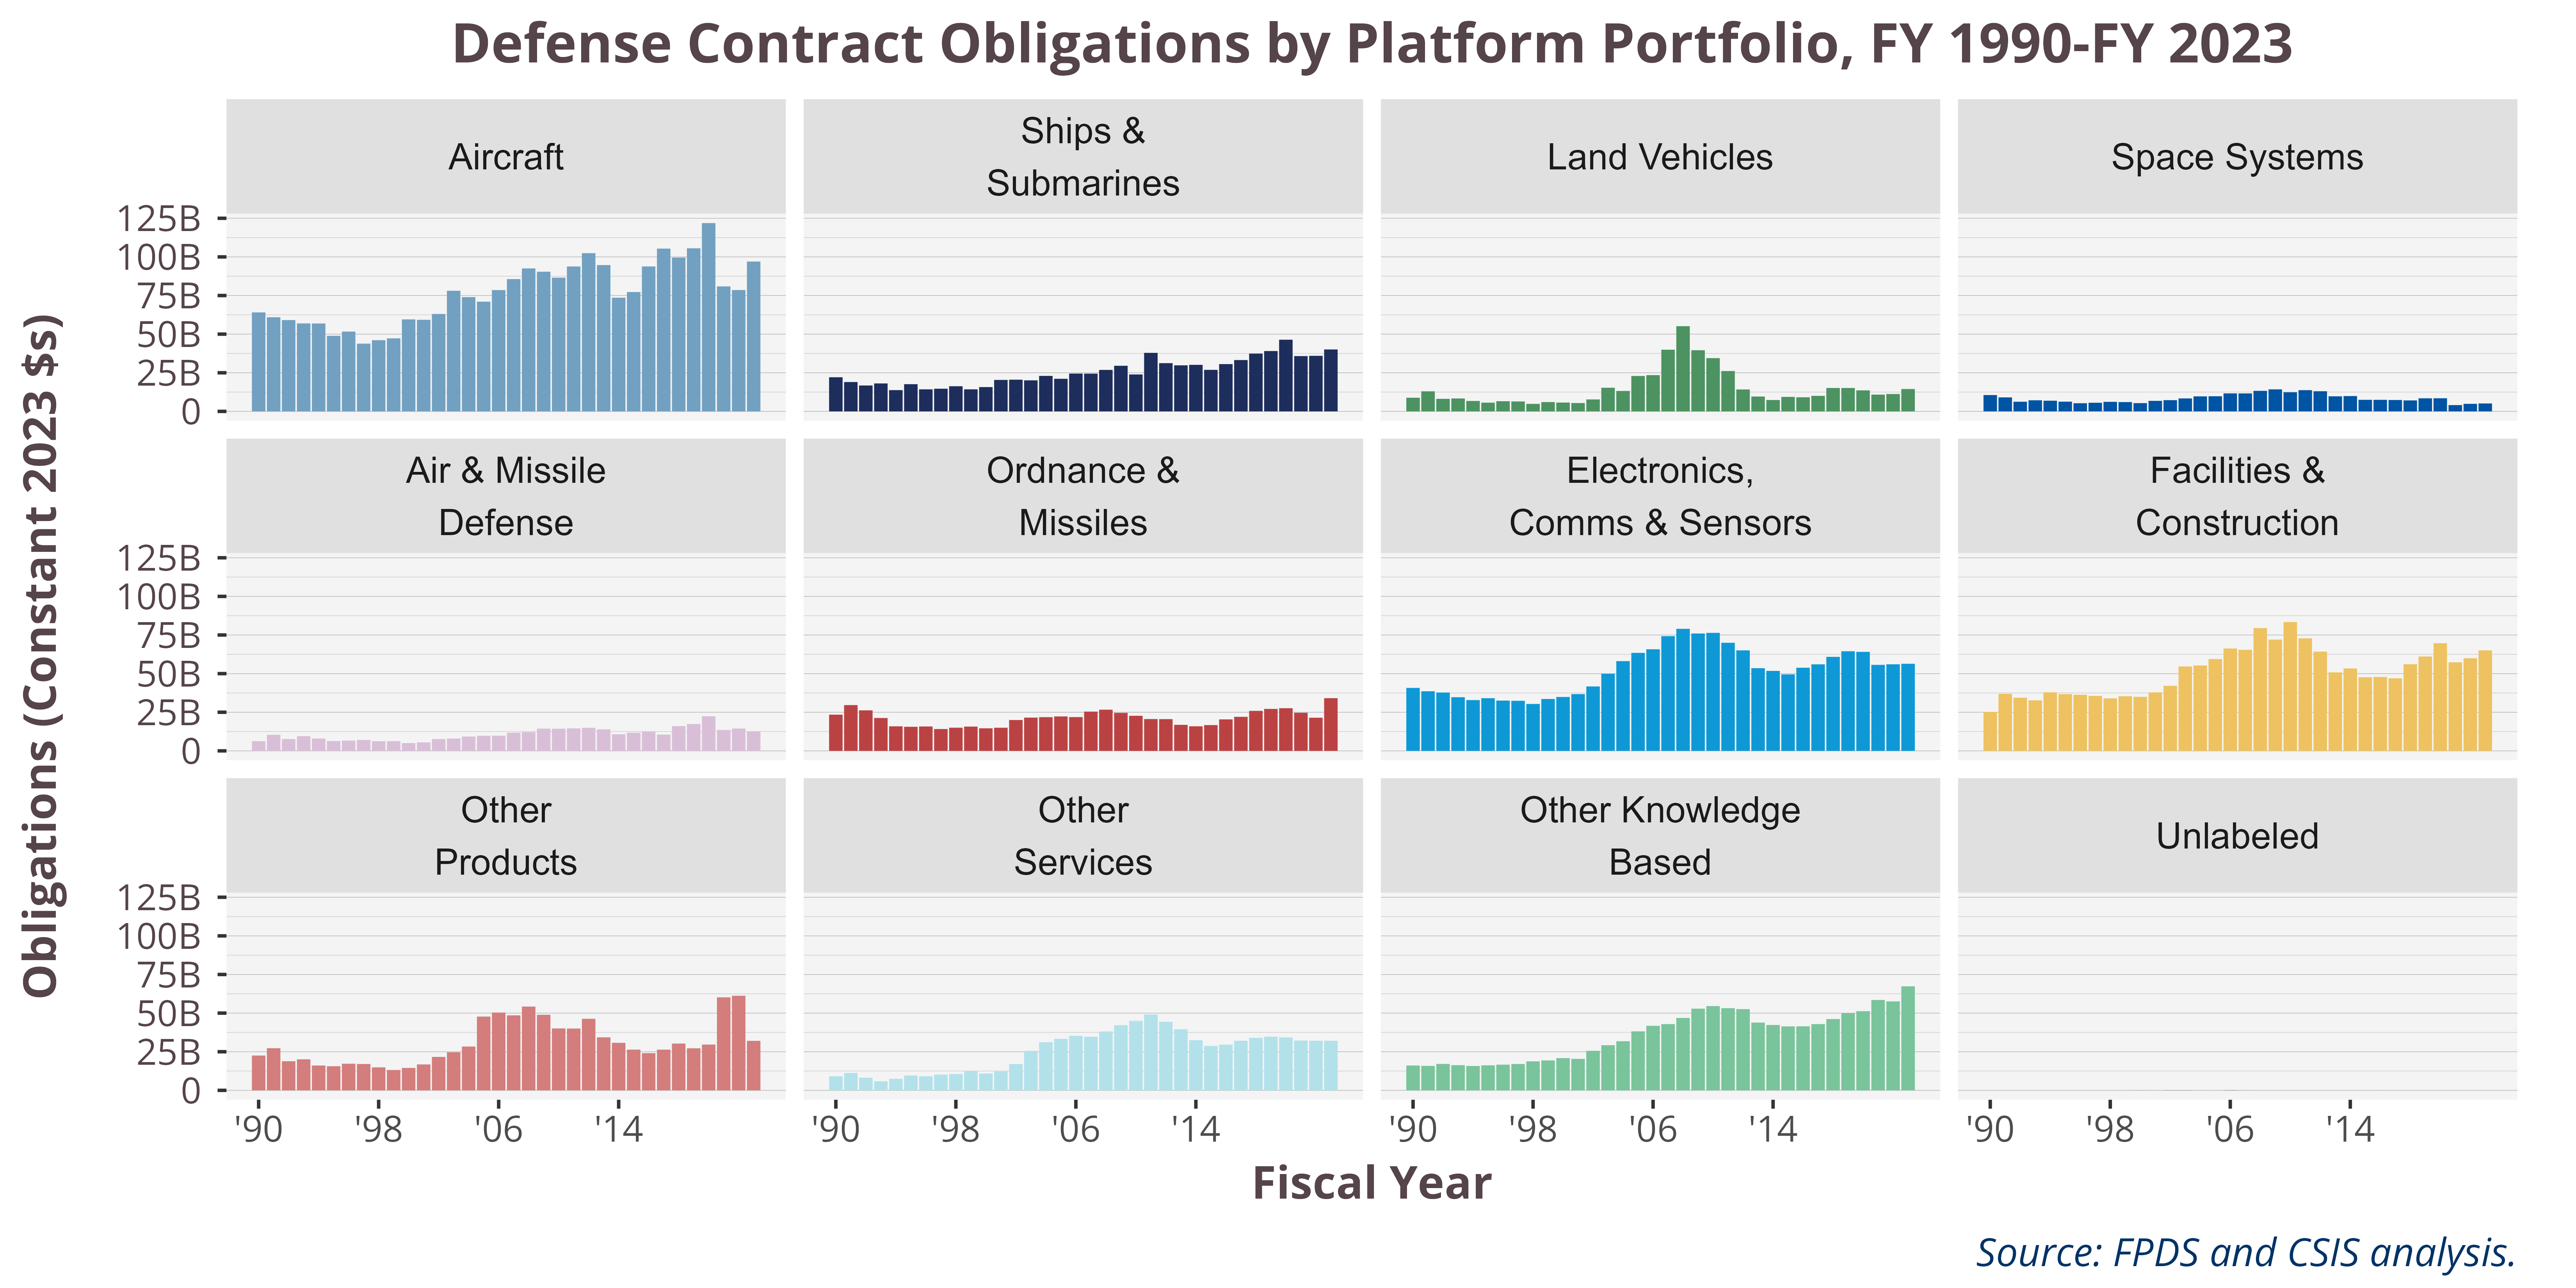 Defense Contract Obligations by Platform Portfolio, FY 1990-FY 2023
Obligations (Constant 2023 $s)
Aircraft
Ships &
Submarines
Land Vehicles
Space Systems
125B
100B
75B
50B
25B
0
Air & Missile
Defense
Ordnance &
Missiles
Electronics,
Comms & Sensors
Facilities &
Construction
125B
100B
75B
50B
25B
0
Other
Products
Other
Services
Other Knowledge
Based
Unlabeled
125B
100B
75B
50B
25B
0
'90 '98 '06 '14 '90 '98 '06 '14 '90 '98 '06 '14 '90 '98 '06 '14
Fiscal Year
Source: FPDS and CSIS analysis.